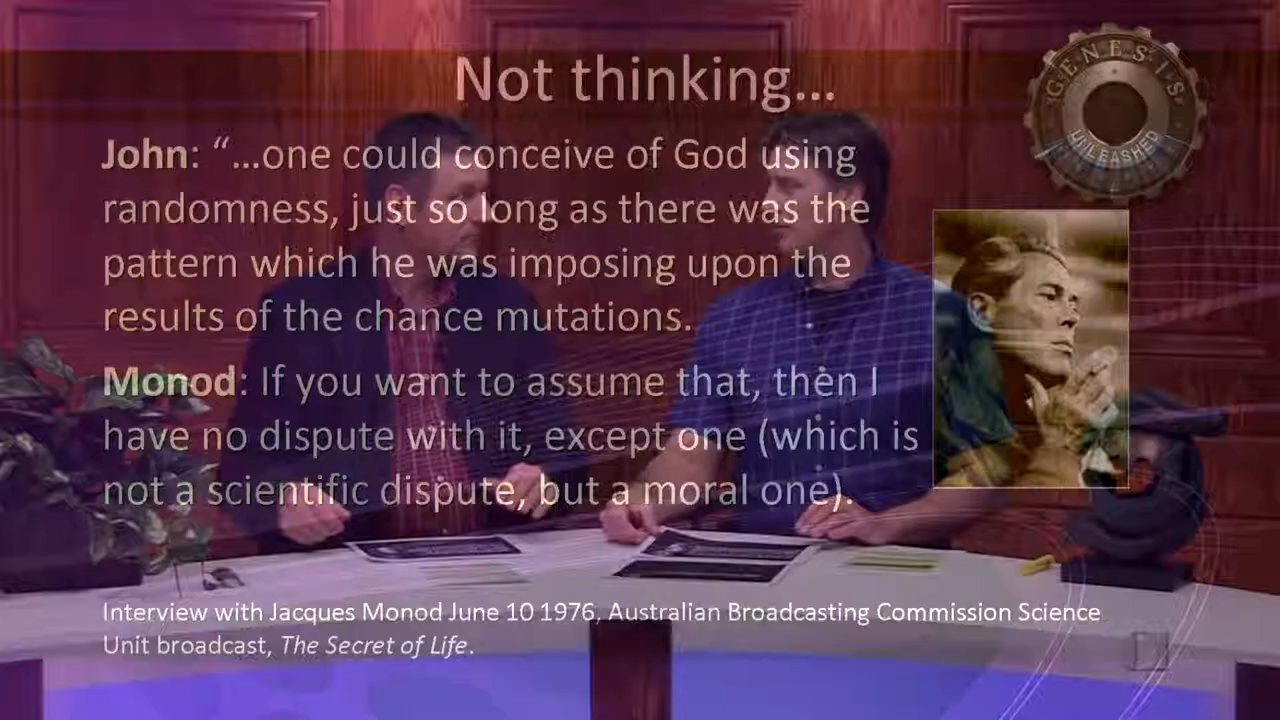 Not thinking...
GENESIS
UNLEASHED
John: “...one could conceive of God using
randomness, just so long as there was the
pattern which he was imposing upon the
results of the chance mutations.
Monod: If you want to assume that, then I
have no dispute with it, except one (which is
not a scientific dispute, but a moral one).
Interview with Jacques Monod June 10 1976, Australian Broadcasting Commission Science
Unit broadcast, The Secret of Life.